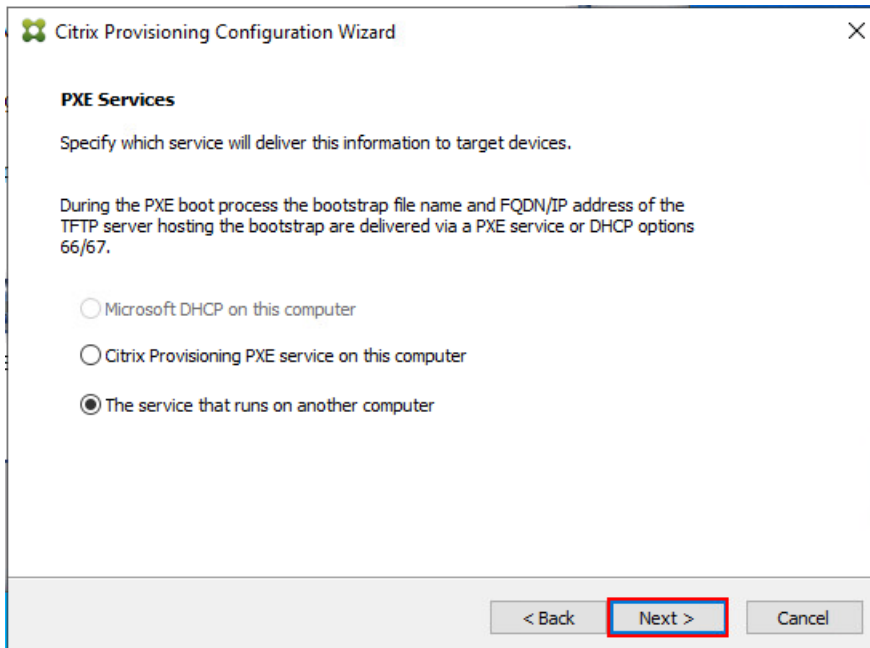 Citrix Provisioning Configuration Wizard
PXE Services
Specify which service will deliver this information to target devices.
During the PXE boot process the bootstrap file name and FQDN/IP address of the
TFTP server hosting the bootstrap are delivered via a PXE service or DHCP options
66/67.
Microsoft DHCP on this computer
Citrix Provisioning PXE service on this computer
The service that runs on another computer
< Back Next > Cancel